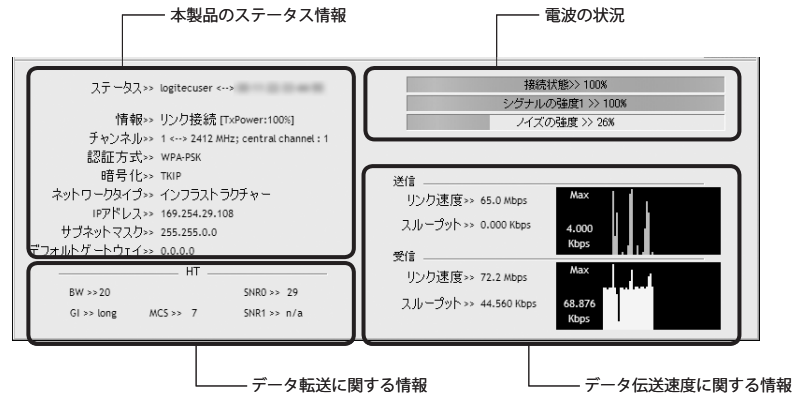 本製品のステータス情報
電波の状況
ステータス>> logitecuser <-->
情報>> リンク接続 [TxPower:100%]
チャンネル>> 1 <--> 2412 MHz; central channel : 1
認証方式>> WPA-PSK
暗号化>> TKIP
ネットワークタイプ>> インフラストラクチャー
IPアドレス>> 169.254.29.108
サブネットマスク>> 255.255.0.0
デフォルトゲートウェイ>> 0.0.0.0
HT
BW >> 20
SNR0 >> 29
GI >> long
MCS >> 7
SNR1 >> n/a
接続状態>> 100%
シグナルの強度1 >> 100%
ノイズの強度 >> 26%
送信
リンク速度>> 65.0 Mbps
スループット>> 0.000 Kbps
Max
4.000
Kbps
受信
リンク速度>> 72.2 Mbps
スループット>> 44.560 Kbps
Max
68.876
Kbps
データ転送に関する情報
データ伝送速度に関する情報